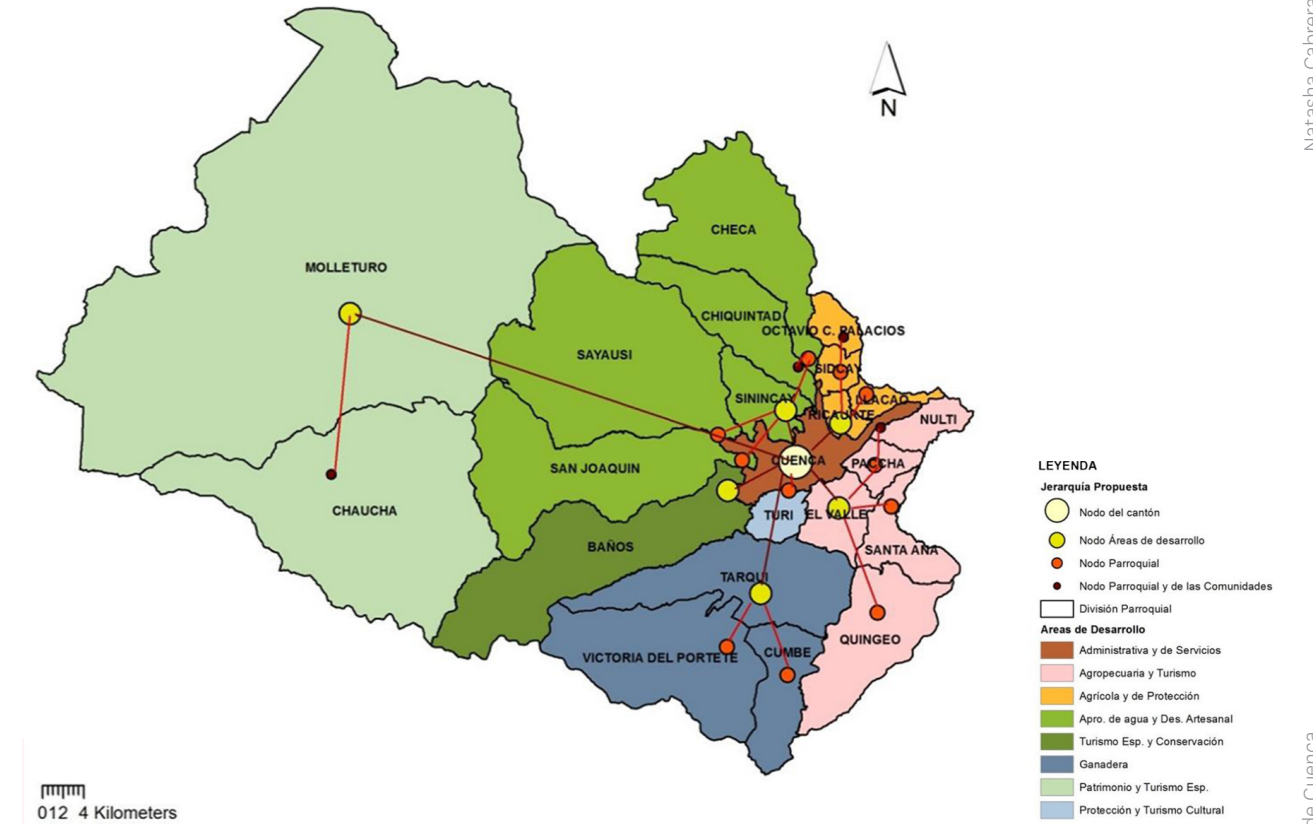 Natasha Cabrera
N
CHECA
MOLLETURO
CHIQUINTAD
OCTAVIO C. PALACIOS
SAYAUSI
SIDCAY
SININCAY
LLACAO
RICAURTE
NULTI
CUENCA
PACCHA
SAN JOAQUIN
CHAUCHA
TURI
EL VALLE
BAÑOS
SANTA ANA
TARQUI
QUINGEO
VICTORIA DEL PORTETE
CUMBE
LEYENDA
Jerarquía Propuesta
Nodo del cantón
Nodo Áreas de desarrollo
Nodo Parroquial
Nodo Parroquial y de las Comunidades
División Parroquial
Areas de Desarrollo
Administrativa y de Servicios
Agropecuaria y Turismo
Agrícola y de Protección
Apro. de agua y Des. Artesanal
Turismo Esp. y Conservación
Ganadera
Patrimonio y Turismo Esp.
Protección y Turismo Cultural
012 4 Kilometers
de Cuenca